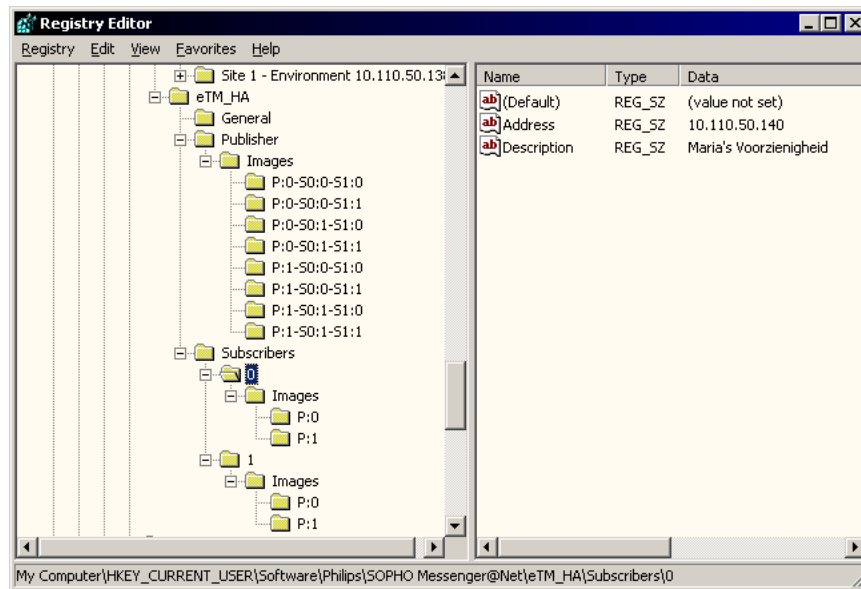 Registry Editor
Registry Edit View Favorites Help
Site 1 - Environment 10.110.50.13
eTM_HA
General
Publisher
Images
P:0-S0:0-S1:0
P:0-S0:0-S1:1
P:0-S0:1-S1:0
P:0-S0:1-S1:1
P:1-S0:0-S1:0
P:1-S0:0-S1:1
P:1-S0:1-S1:0
P:1-S0:1-S1:1
Subscribers
0
Images
P:0
P:1
1
Images
P:0
P:1
Name Type Data
ab (Default) REG_SZ (value not set)
ab Address REG_SZ 10.110.50.140
ab Description REG_SZ Maria's Voorzienigheid
My Computer\HKEY_CURRENT_USER\Software\Philips\SOPHO Messenger@Net\eTM_HA\Subscribers\0